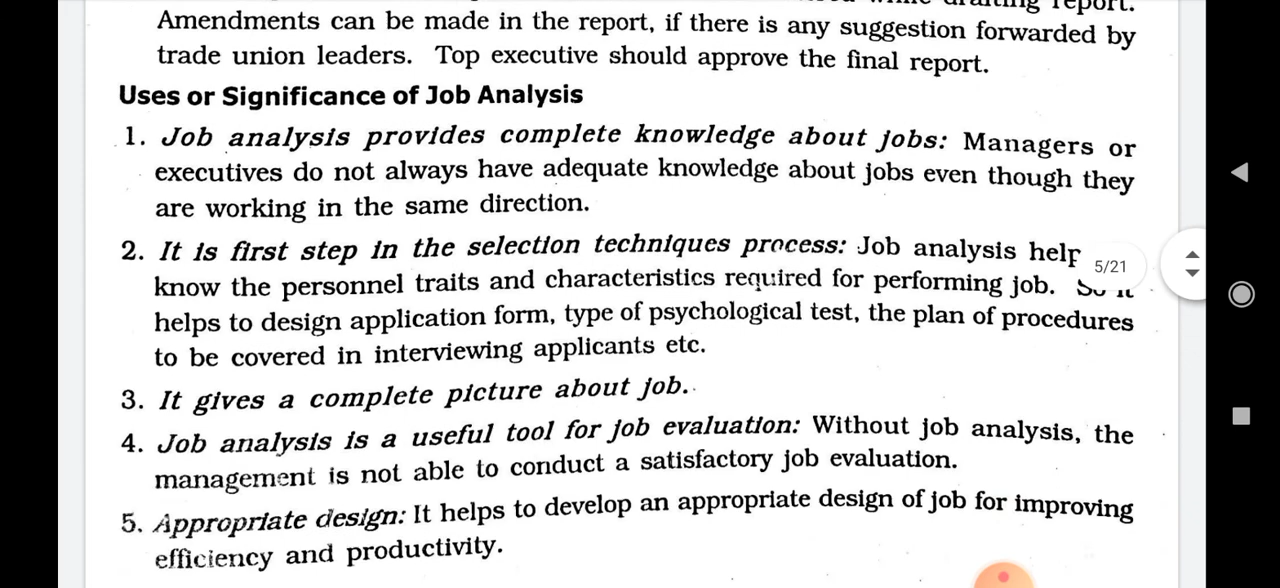 report.
Amendments can be made in the report, if there is any suggestion forwarded by
trade union leaders. Top executive should approve the final report.
Uses or Significance of Job Analysis
1. Job analysis provides complete knowledge about jobs: Managers or
executives do not always have adequate knowledge about jobs even though they
are working in the same direction.
2. It is first step in the selection techniques process: Job analysis help
know the personnel traits and characteristics required for performing job. So it
helps to design application form, type of psychological test, the plan of procedures
to be covered in interviewing applicants etc.
3. It gives a complete picture about job.
4. Job analysis is a useful tool for job evaluation: Without job analysis, the
management is not able to conduct a satisfactory job evaluation.
5. Appropriate design: It helps to develop an appropriate design of job for improving
efficiency and productivity.
5/21